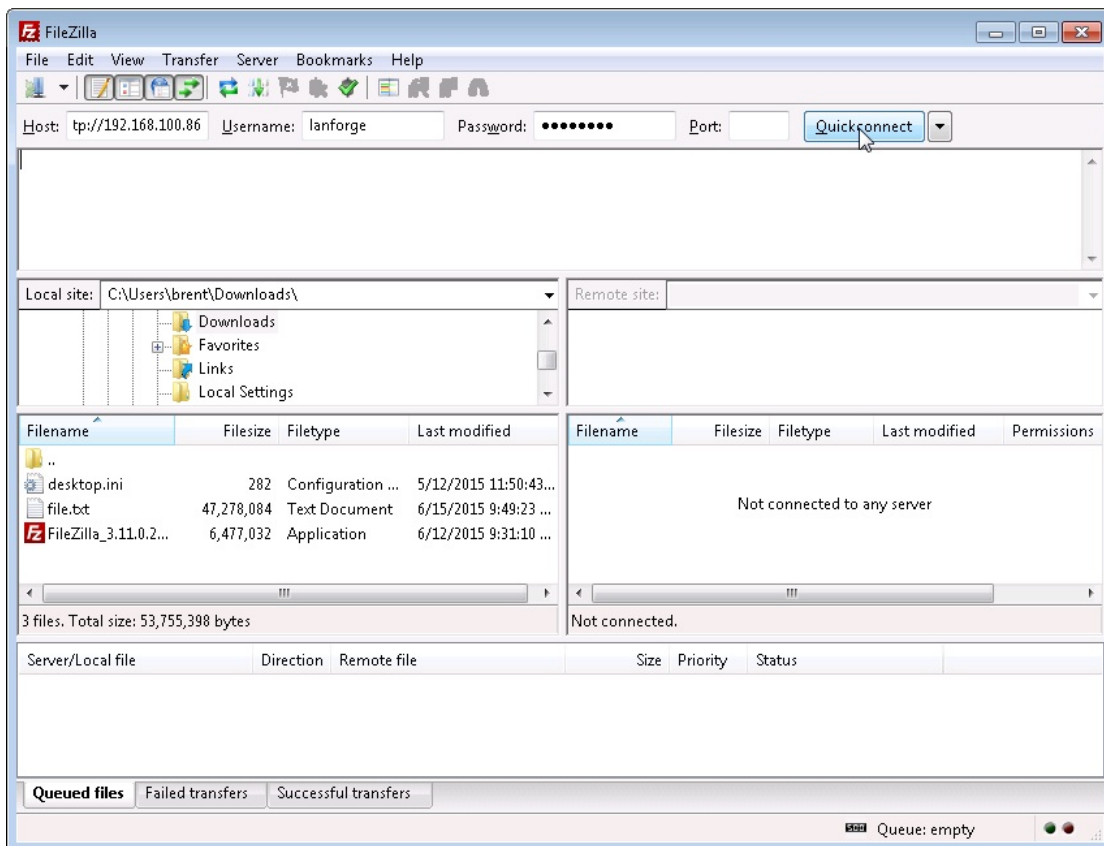 FileZilla
File Edit View Transfer Server Bookmarks Help
Host: tp://192.168.100.86 Username: lanforge Password: •••••••• Port: Quickconnect
Local site: C:\Users\brent\Downloads\
Downloads
Favorites
Links
Local Settings
Remote site:
Filename Filesize Filetype Last modified
..
desktop.ini 282 Configuration ... 5/12/2015 11:50:43...
file.txt 47,278,084 Text Document 6/15/2015 9:49:23 ...
FileZilla_3.11.0.2... 6,477,032 Application 6/12/2015 9:31:10 ...
3 files. Total size: 53,755,398 bytes
Filename Filesize Filetype Last modified Permissions
Not connected to any server
Not connected.
Server/Local file Direction Remote file Size Priority Status
Queued files Failed transfers Successful transfers
Queue: empty